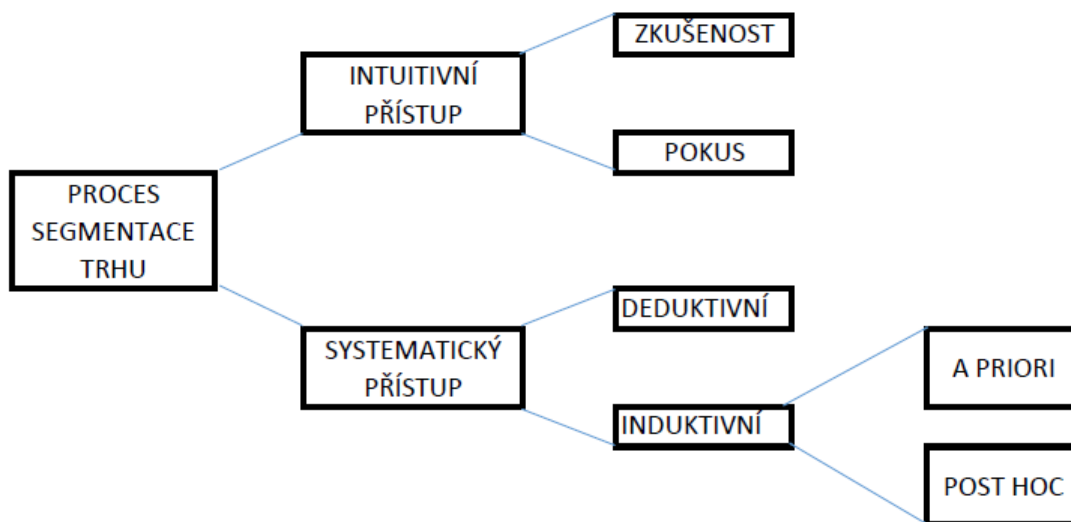 ZKUŠENOST
INTUITIVNÍ
PŘÍSTUP
POKUS
PROCES
SEGMENTACE
TRHU
DEDUKTIVNÍ
SYSTEMATICKÝ
PŘÍSTUP
A PRIORI
INDUKTIVNÍ
POST HOC